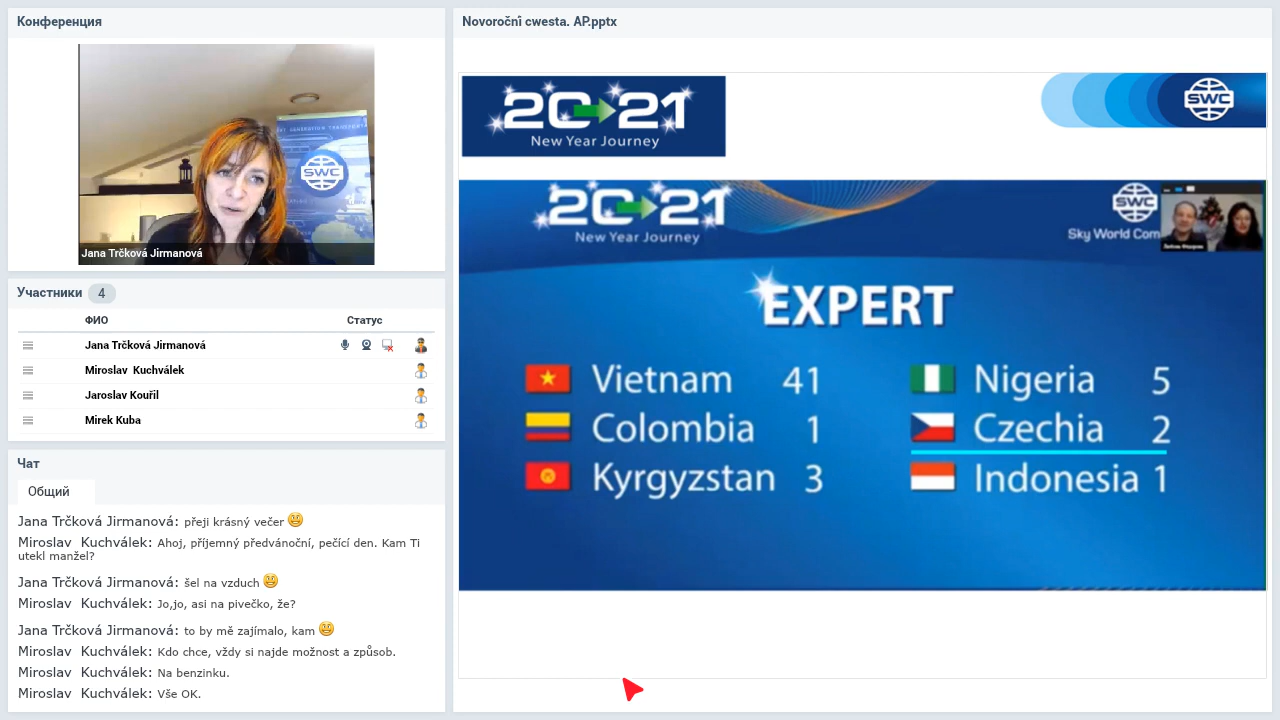 Конференция
Jana Trčková Jirmanová
Участники 4
ФИО Статус
Jana Trčková Jirmanová
Miroslav Kuchválek
Jaroslav Kouřil
Mirek Kuba
Чат
Общий
Jana Trčková Jirmanová: přeji krásný večer
Miroslav Kuchválek: Ahoj, příjemný předvánoční, pečící den. Kam Ti
utekl manžel?
Jana Trčková Jirmanová: šel na vzduch
Miroslav Kuchválek: Jo,jo, asi na pivečko, že?
Jana Trčková Jirmanová: to by mě zajímalo, kam
Miroslav Kuchválek: Kdo chce, vždy si najde možnost a způsob.
Miroslav Kuchválek: Na benzinku.
Miroslav Kuchválek: Vše OK.
Novoroční cwesta. AP.pptx
2021
New Year Journey
SWC
2021
New Year Journey
SWC
Sky World Com
EXPERT
Vietnam 41
Colombia 1
Kyrgyzstan 3
Nigeria 5
Czechia 2
Indonesia 1
SWC